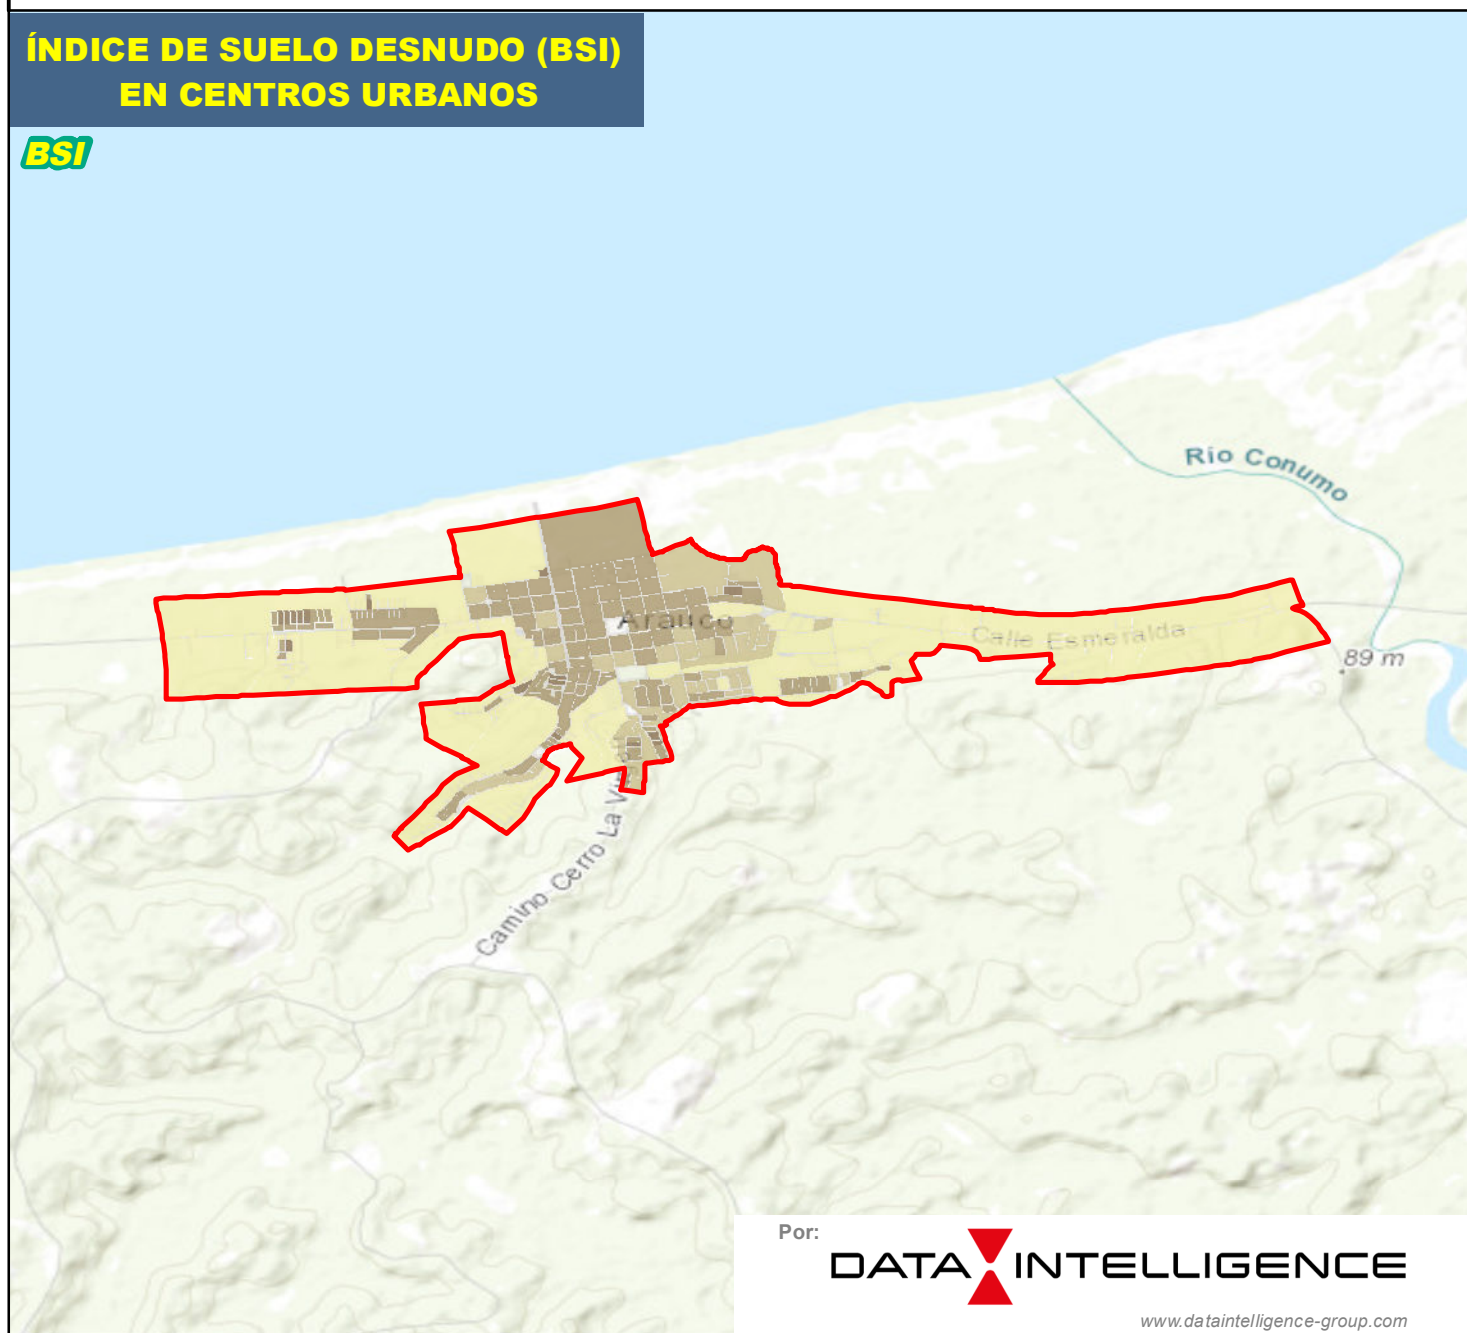 ÍNDICE DE SUELO DESNUDO (BSI)
EN CENTROS URBANOS
BSI
Río Conumo
Arauco
Calle Esmeralda
89 m
Camino Cerro La
Por:
DATA INTELLIGENCE
www.dataintelligence-group.com